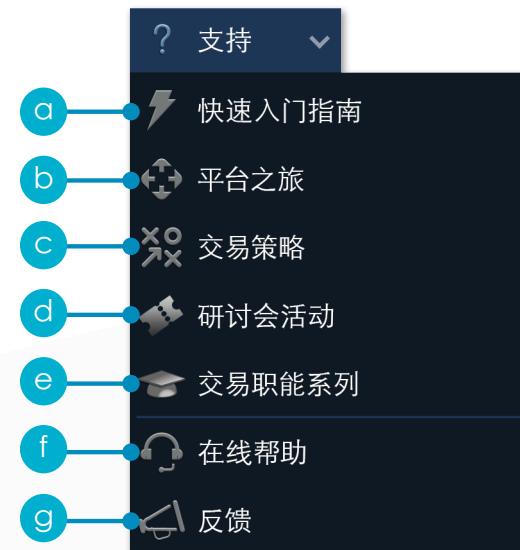 ? 支持
a 快速入门指南
b 平台之旅
c 交易策略
d 研讨会活动
e 交易职能系列
f 在线帮助
g 反馈